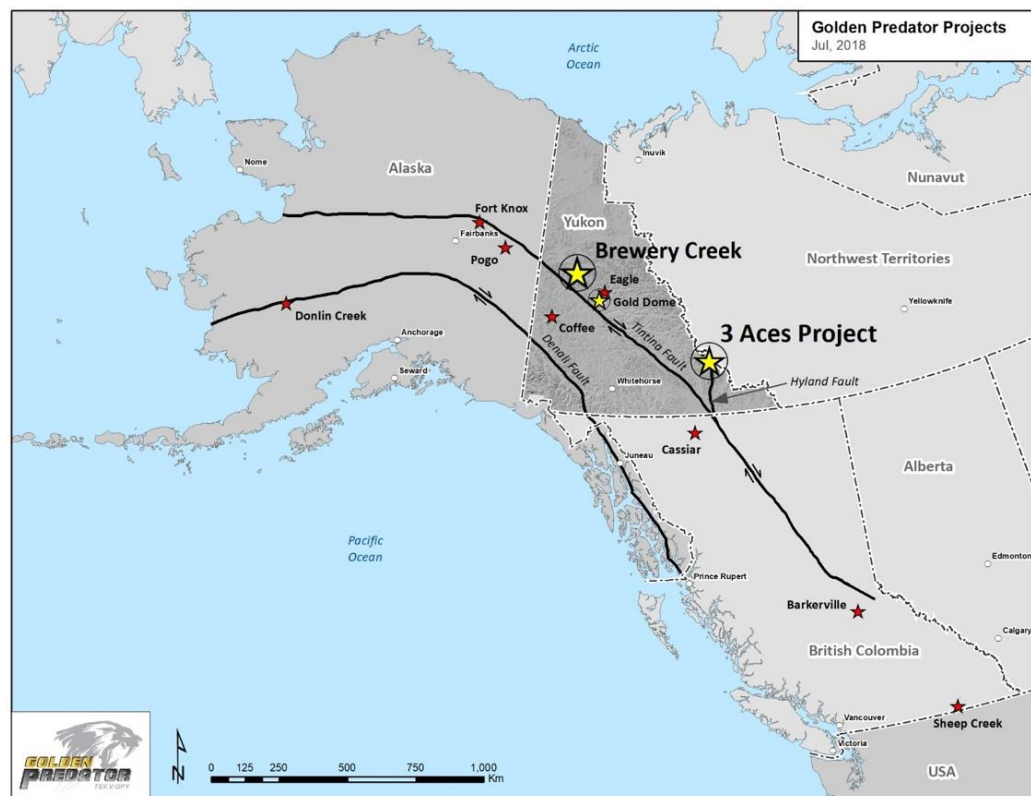 Golden Predator Projects
Jul, 2018
Arctic
Ocean
Nome
Alaska
Inuvik
Nunavut
Fort Knox
Fairbanks
Pogo
Yukon
Brewery Creek
Northwest Territories
Eagle
Gold Dome
Donlin Creek
Coffee
Yellowknife
Anchorage
Tintina Fault
3 Aces Project
Seward
Denali Fault
Whitehorse
Hyland Fault
Cassiar
Juneau
Alberta
Pacific
Ocean
Edmonton
Prince Rupert
Barkerville
Calgary
British Colombia
Vancouver
Sheep Creek
Victoria
USA
GOLDEN
PREDATOR
TSX.V:GPY
N
0 125 250 500 750 1,000
Km